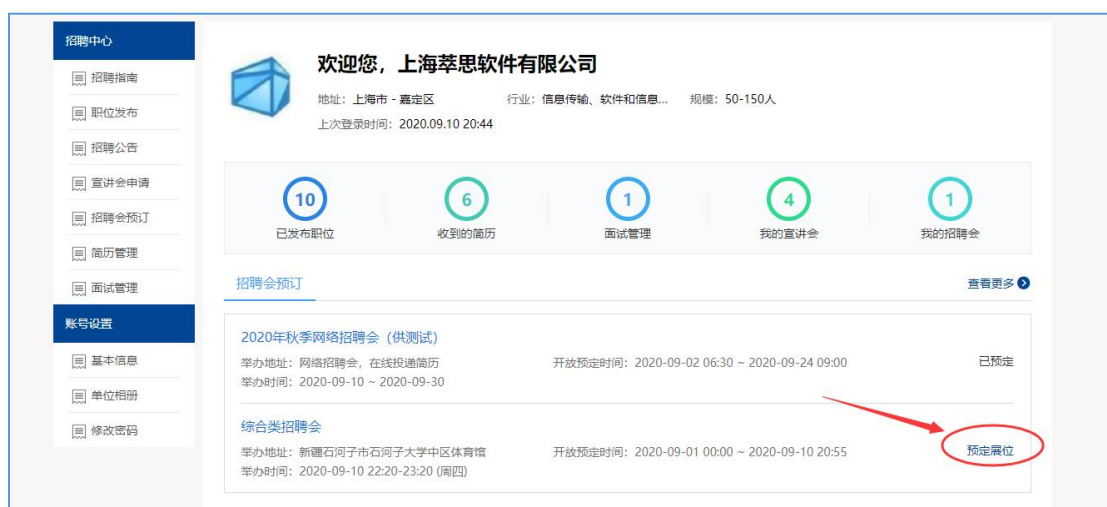 招聘中心
招聘指南
职位发布
招聘公告
宣讲会申请
招聘会预订
简历管理
面试管理
账号设置
基本信息
单位相册
修改密码
欢迎您，上海萃思软件有限公司
地址：上海市 - 嘉定区 行业：信息传输、软件和信息... 规模：50-150人
上次登录时间：2020.09.10 20:44
10 6 1 4 1
已发布职位 收到的简历 面试管理 我的宣讲会 我的招聘会
招聘会预订 查看更多
2020年秋季网络招聘会（供测试）
举办地址：网络招聘会，在线投递简历 开放预定时间：2020-09-02 06:30 ~ 2020-09-24 09:00 已预定
举办时间：2020-09-10 ~ 2020-09-30
综合类招聘会
举办地址：新疆石河子市石河子大学中区体育馆 开放预定时间：2020-09-01 00:00 ~ 2020-09-10 20:55 预定展位
举办时间：2020-09-10 22:20-23:20 (周四)